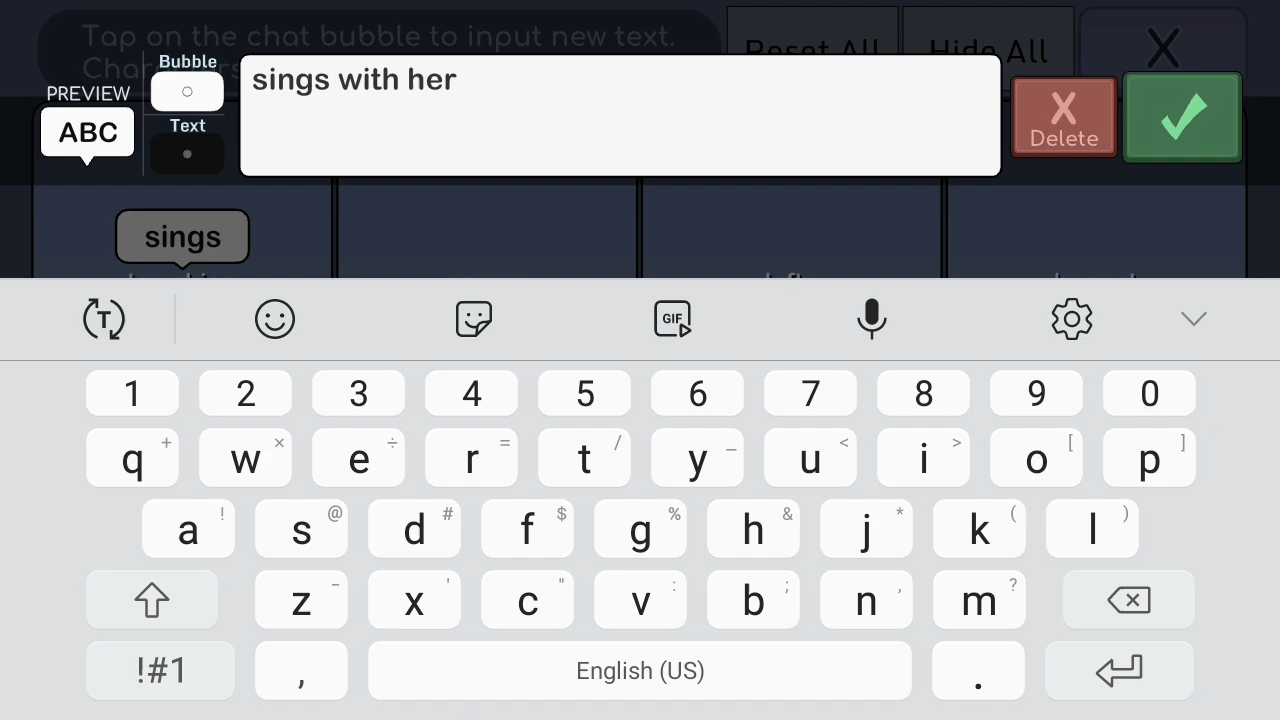 Tap on the chat bubble to input new text.
Reset All
Hide All
X
Bubble
PREVIEW
ABC
Text
sings with her
X
Delete
sings
T
GIF
1 2 3 4 5 6 7 8 9 0
q + w × e ÷ r = t / y _ u < i > o [ p ]
a ! s @ d # f $ g % h & j * k ( l )
z - x ' c " v : b ; n , m ?
!#1 , English (US) .